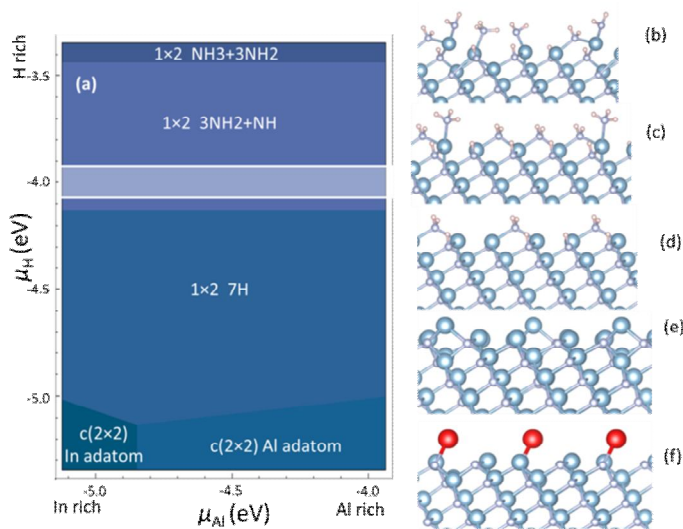 1×2 NH3+3NH2
(a)
1×2 3NH2+NH
1×2 7H
c(2×2)
In adatom
c(2×2) Al adatom
H rich
-3.5
-4.0
-4.5
-5.0
μH (eV)
-5.0
-4.5
-4.0
In rich
μAl (eV)
Al rich
(b)
(c)
(d)
(e)
(f)